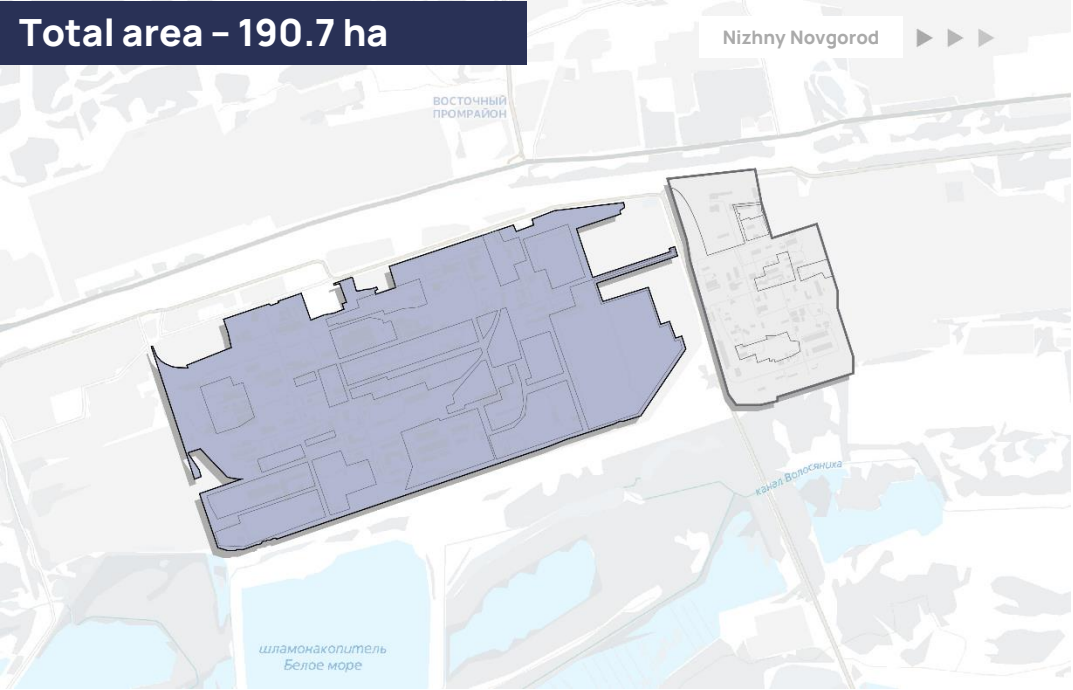 Total area – 190.7 ha
Nizhny Novgorod
ВОСТОЧНЫЙ
ПРОМРАЙОН
канал Волосяниха
шламонакопитель
Белое море